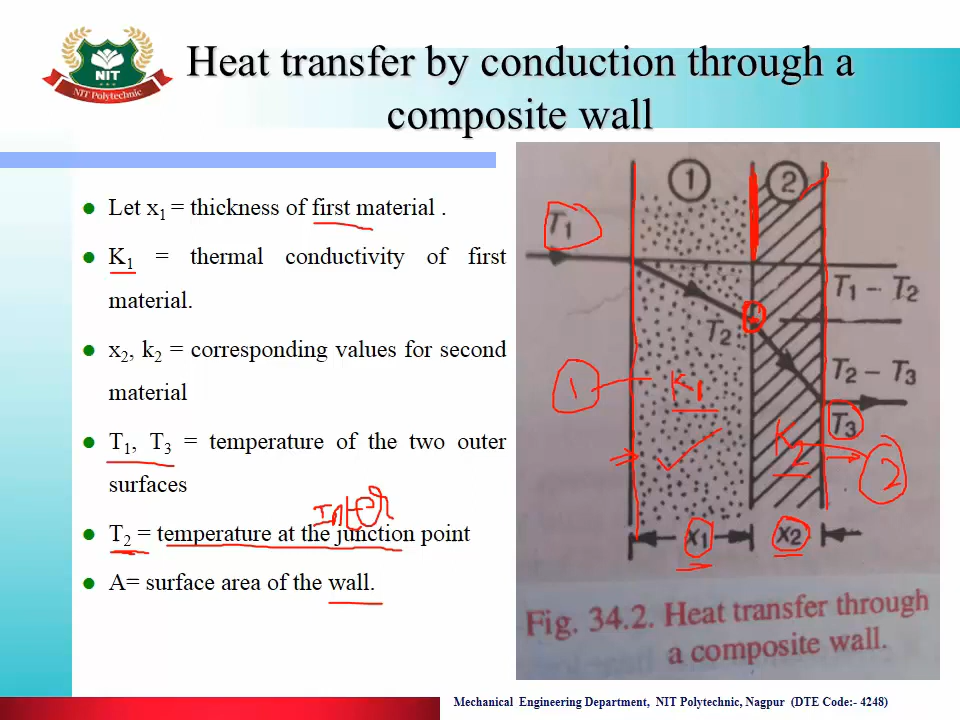 NIT
NIT Polytechnic
Heat transfer by conduction through a
composite wall
Let x₁ = thickness of first material .
K₁ = thermal conductivity of first
material.
x₂, k₂ = corresponding values for second
material
T₁, T₃ = temperature of the two outer
surfaces
T₂ = temperature at the junction point
A= surface area of the wall.
1
2
T₁
T₁ – T₂
T₂
T₂ – T₃
1
K₁
T₃
K₂
2
x₁
x₂
Fig. 34.2. Heat transfer through
a composite wall.
Mechanical Engineering Department, NIT Polytechnic, Nagpur (DTE Code:- 4248)